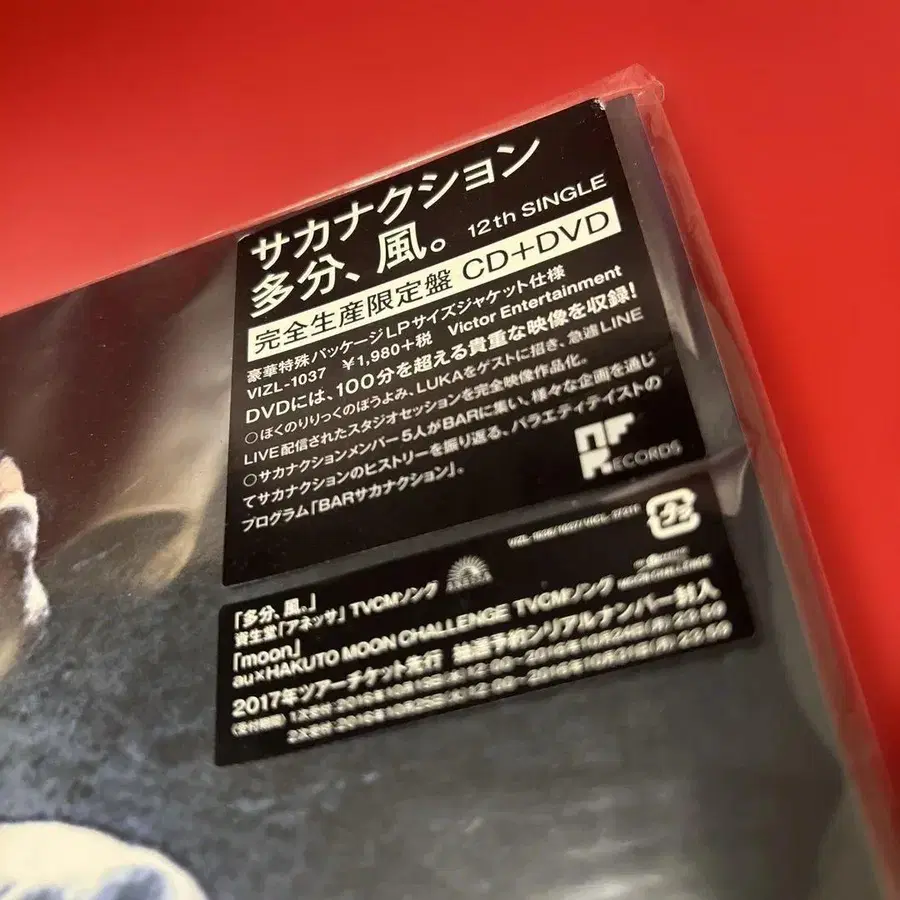 サカナクション
多分、風。 12th SINGLE
完全生産限定盤 CD+DVD
豪華特殊パッケージLPサイズジャケット仕様
VIZL-1037 ¥1,980+税 Victor Entertainment
DVDには、100分を超える貴重な映像を収録!
○ぼくのりりっくのぼうよみ、LUKAをゲストに招き、急遽LINE
LIVE配信されたスタジオセッションを完全映像作品化。
○サカナクションメンバー5人がBARに集い、様々な企画を通じ
てサカナクションのヒストリーを振り返る、バラエティテイストの
プログラム「BARサカナクション」。
NF RECORDS
「多分、風。」
資生堂「アネッサ」TVCMソング
「moon」
au×HAKUTO MOON CHALLENGE TVCMソング
2017年ツアーチケット先行 抽選予約シリアルナンバー封入